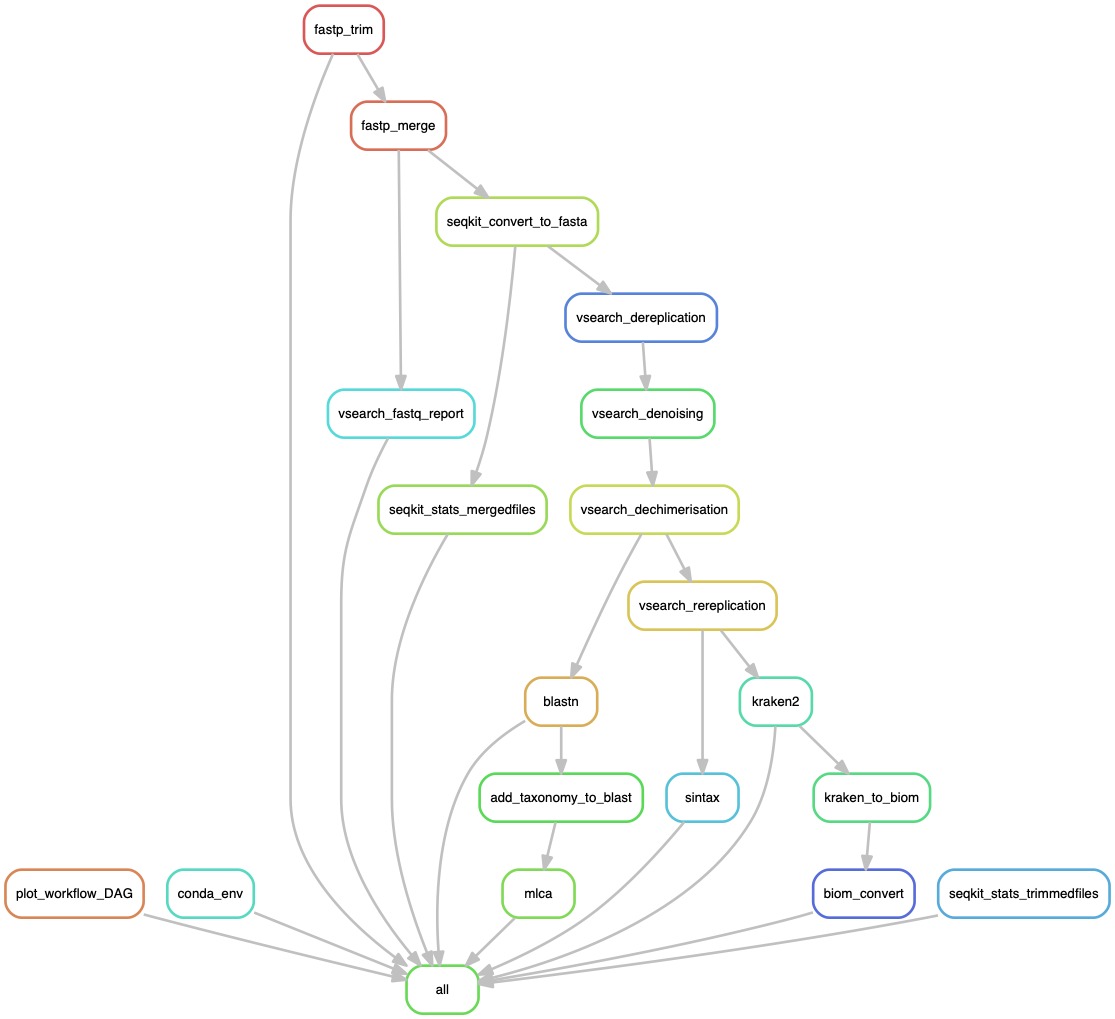 fastp_trim
fastp_merge
seqkit_convert_to_fasta
vsearch_dereplication
vsearch_fastq_report
vsearch_denoising
seqkit_stats_mergedfiles
vsearch_dechimerisation
vsearch_rereplication
blastn
kraken2
add_taxonomy_to_blast
sintax
kraken_to_biom
plot_workflow_DAG
conda_env
mlca
biom_convert
seqkit_stats_trimmedfiles
all